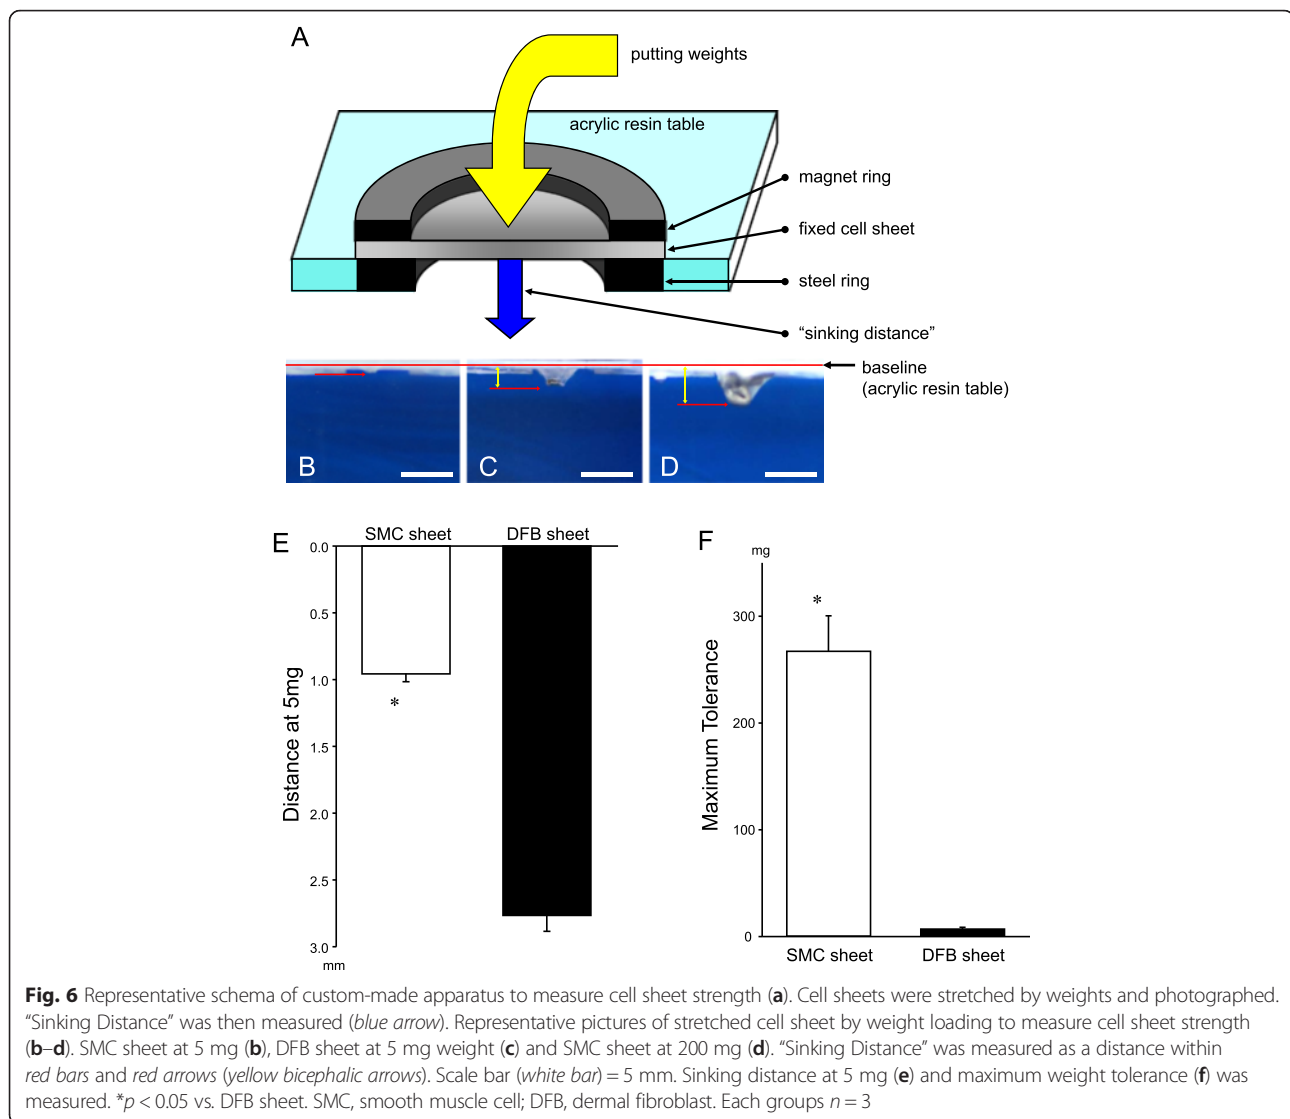 A
putting weights
acrylic resin table
magnet ring
fixed cell sheet
steel ring
“sinking distance”
baseline
(acrylic resin table)
B
C
D
E
SMC sheet
DFB sheet
0.0
0.5
1.0
1.5
2.0
2.5
3.0
mm
Distance at 5mg
*
F
mg
300
200
100
0
Maximum Tolerance
*
SMC sheet
DFB sheet
Fig. 6 Representative schema of custom-made apparatus to measure cell sheet strength (a). Cell sheets were stretched by weights and photographed.
“Sinking Distance” was then measured (blue arrow). Representative pictures of stretched cell sheet by weight loading to measure cell sheet strength
(b–d). SMC sheet at 5 mg (b), DFB sheet at 5 mg weight (c) and SMC sheet at 200 mg (d). “Sinking Distance” was measured as a distance within
red bars and red arrows (yellow bicephalic arrows). Scale bar (white bar) = 5 mm. Sinking distance at 5 mg (e) and maximum weight tolerance (f) was
measured. *p < 0.05 vs. DFB sheet. SMC, smooth muscle cell; DFB, dermal fibroblast. Each groups n = 3